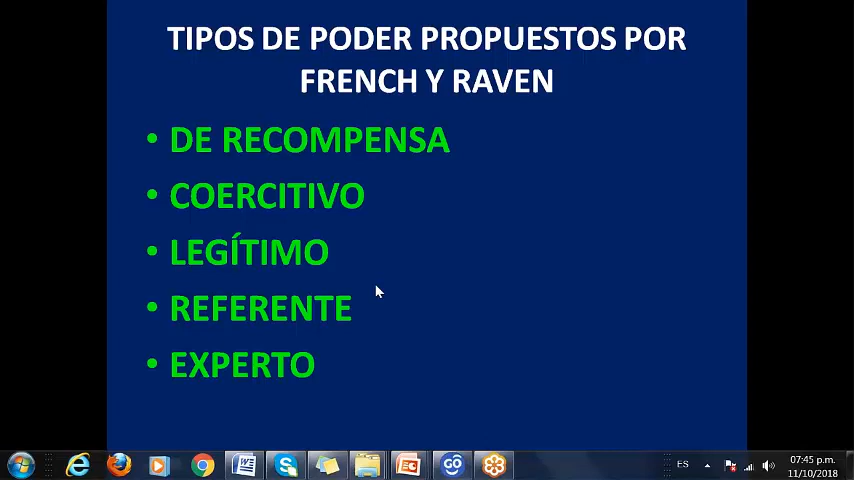 TIPOS DE PODER PROPUESTOS POR
FRENCH Y RAVEN
• DE RECOMPENSA
• COERCITIVO
• LEGÍTIMO
• REFERENTE
• EXPERTO
ES
07:45 p.m.
11/10/2018